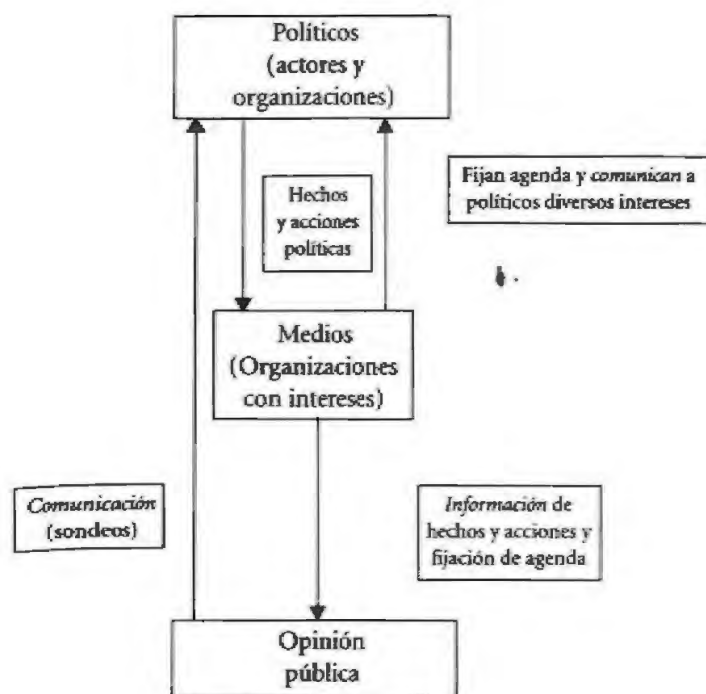 Políticos
(actores y
organizaciones)
Hechos
y acciones
políticas
Fijan agenda y comunican a
políticos diversos intereses
Medios
(Organizaciones
con intereses)
Comunicación
(sondeos)
Información de
hechos y acciones y
fijación de agenda
Opinión
pública